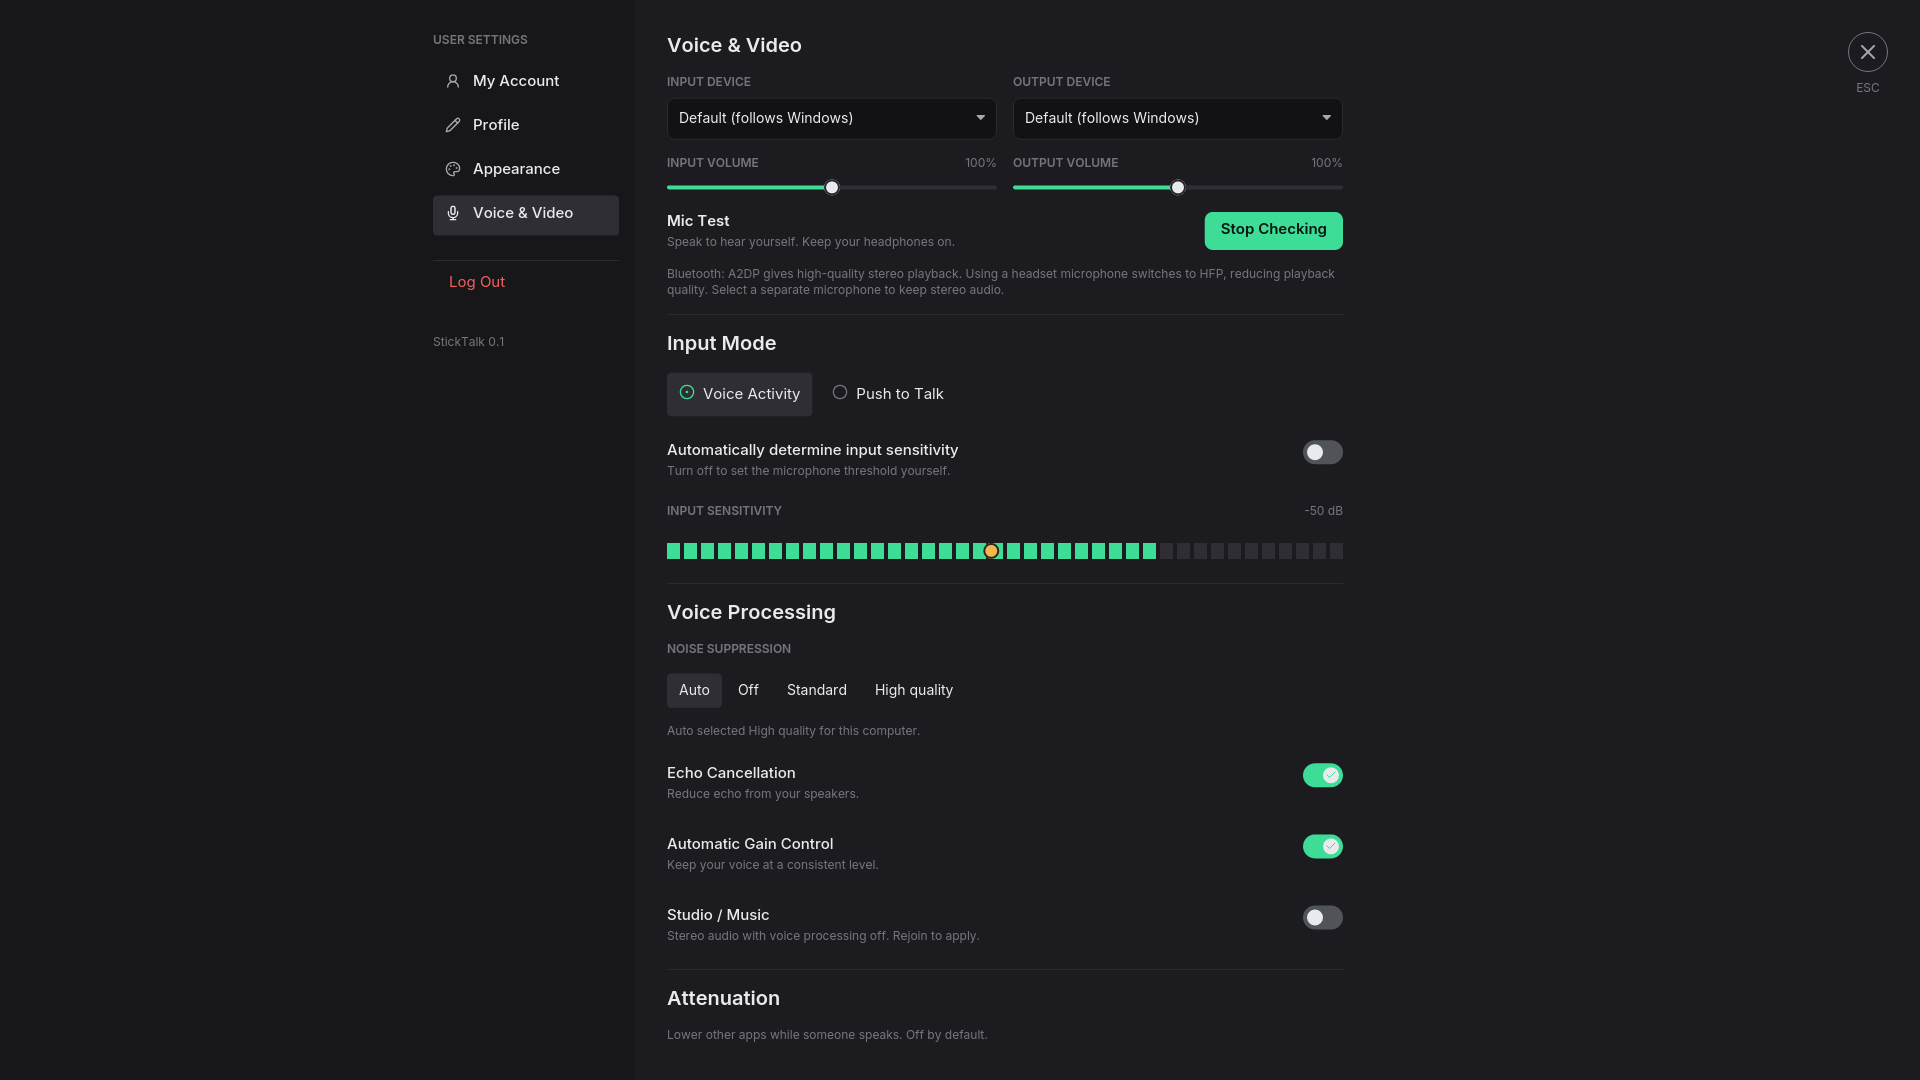 USER SETTINGS
My Account
Profile
Appearance
Voice & Video
Log Out
StickTalk 0.1
Voice & Video
INPUT DEVICE
OUTPUT DEVICE
Default (follows Windows)
Default (follows Windows)
INPUT VOLUME
100%
OUTPUT VOLUME
100%
Mic Test
Speak to hear yourself. Keep your headphones on.
Stop Checking
Bluetooth: A2DP gives high-quality stereo playback. Using a headset microphone switches to HFP, reducing playback
quality. Select a separate microphone to keep stereo audio.
Input Mode
Voice Activity
Push to Talk
Automatically determine input sensitivity
Turn off to set the microphone threshold yourself.
INPUT SENSITIVITY
-50 dB
Voice Processing
NOISE SUPPRESSION
Auto
Off
Standard
High quality
Auto selected High quality for this computer.
Echo Cancellation
Reduce echo from your speakers.
Automatic Gain Control
Keep your voice at a consistent level.
Studio / Music
Stereo audio with voice processing off. Rejoin to apply.
Attenuation
Lower other apps while someone speaks. Off by default.
ESC